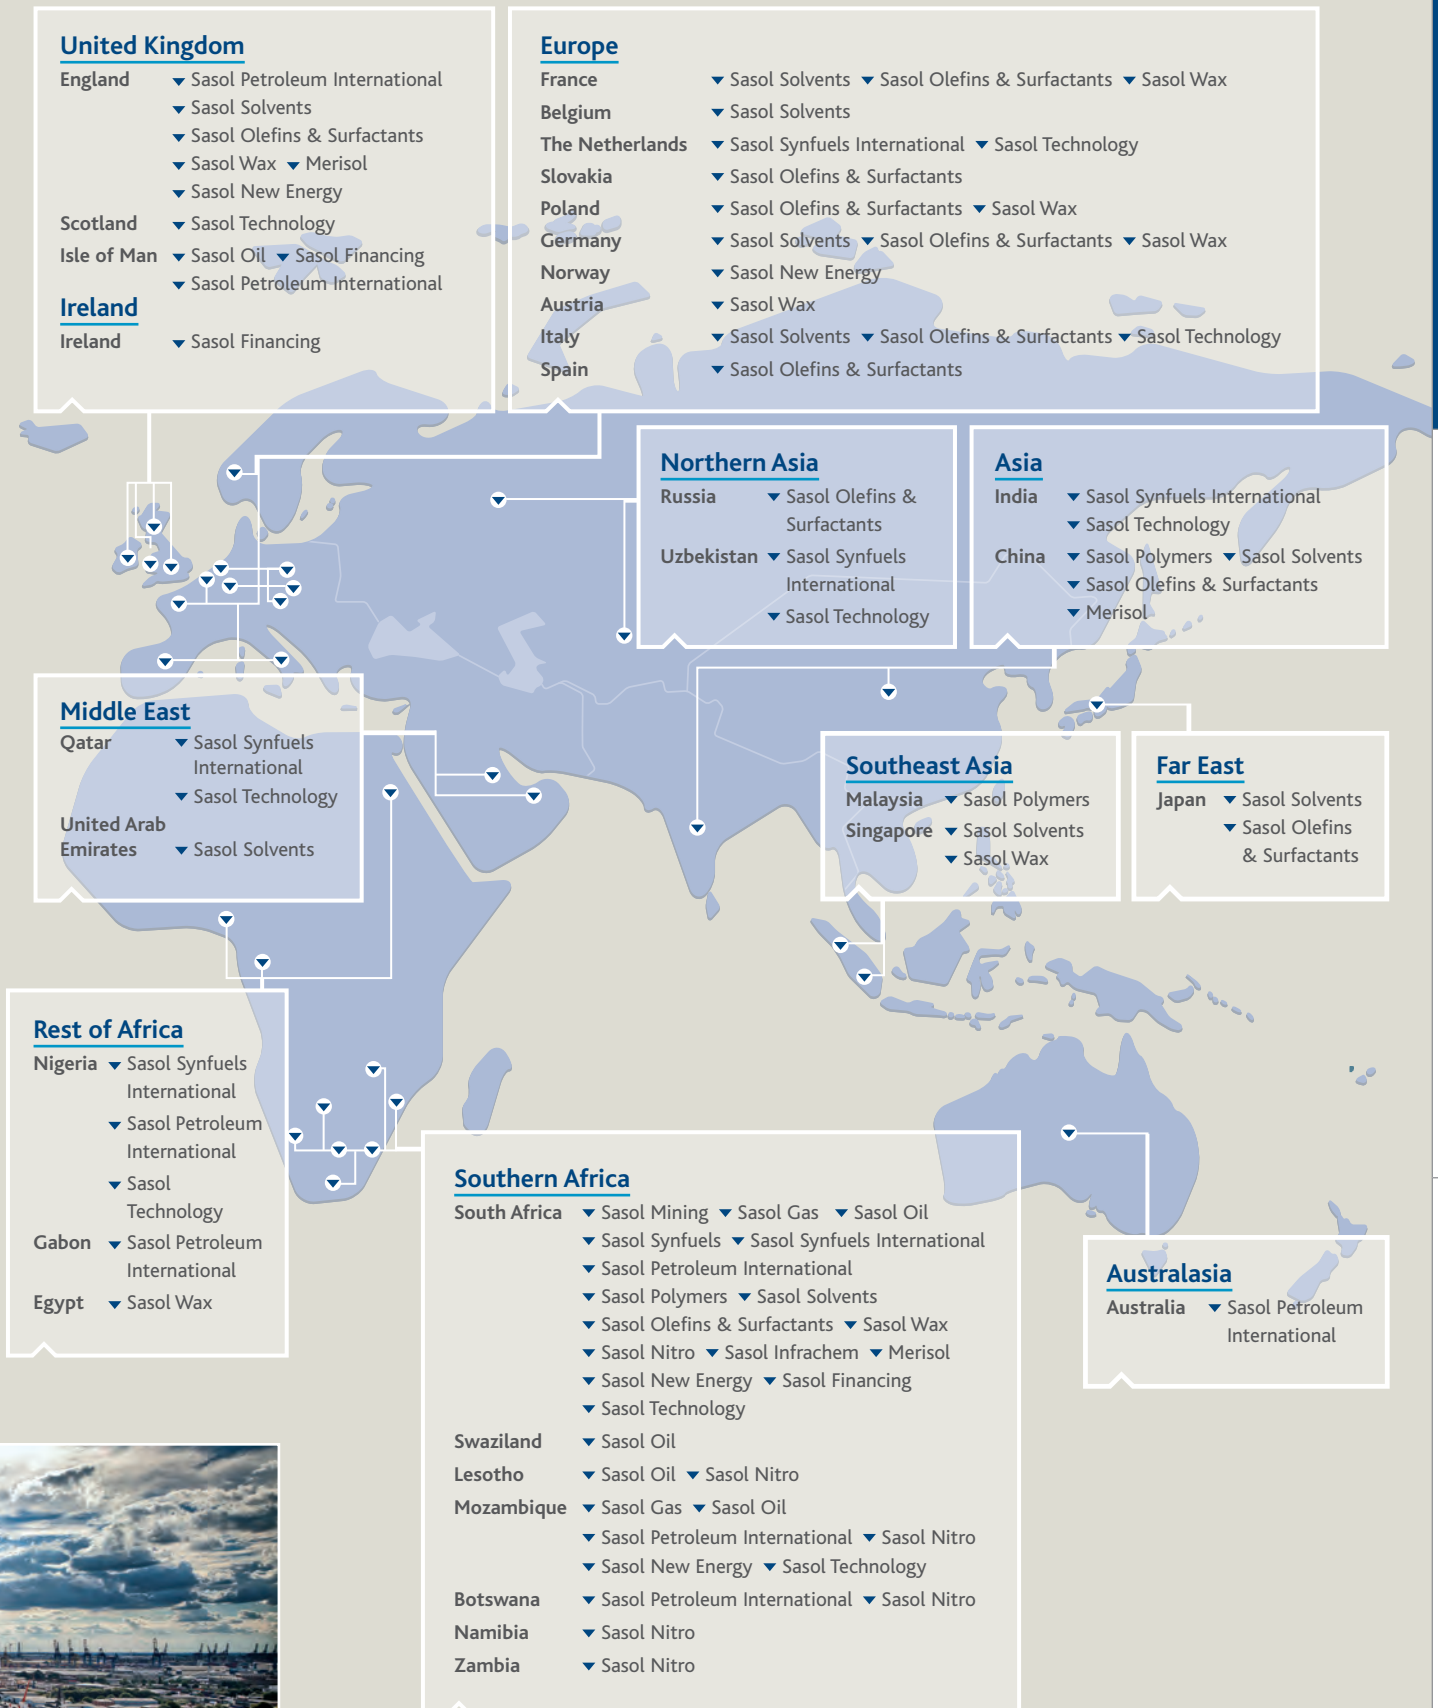 United Kingdom
England ▼ Sasol Petroleum International
▼ Sasol Solvents
▼ Sasol Olefins & Surfactants
▼ Sasol Wax ▼ Merisol
▼ Sasol New Energy
Scotland ▼ Sasol Technology
Isle of Man ▼ Sasol Oil ▼ Sasol Financing
▼ Sasol Petroleum International
Ireland
Ireland ▼ Sasol Financing
Europe
France ▼ Sasol Solvents ▼ Sasol Olefins & Surfactants ▼ Sasol Wax
Belgium ▼ Sasol Solvents
The Netherlands ▼ Sasol Synfuels International ▼ Sasol Technology
Slovakia ▼ Sasol Olefins & Surfactants
Poland ▼ Sasol Olefins & Surfactants ▼ Sasol Wax
Germany ▼ Sasol Solvents ▼ Sasol Olefins & Surfactants ▼ Sasol Wax
Norway ▼ Sasol New Energy
Austria ▼ Sasol Wax
Italy ▼ Sasol Solvents ▼ Sasol Olefins & Surfactants ▼ Sasol Technology
Spain ▼ Sasol Olefins & Surfactants
Northern Asia
Russia ▼ Sasol Olefins &
Surfactants
Uzbekistan ▼ Sasol Synfuels
International
▼ Sasol Technology
Asia
India ▼ Sasol Synfuels International
▼ Sasol Technology
China ▼ Sasol Polymers ▼ Sasol Solvents
▼ Sasol Olefins & Surfactants
▼ Merisol
Middle East
Qatar ▼ Sasol Synfuels
International
▼ Sasol Technology
United Arab
Emirates ▼ Sasol Solvents
Southeast Asia
Malaysia ▼ Sasol Polymers
Singapore ▼ Sasol Solvents
▼ Sasol Wax
Far East
Japan ▼ Sasol Solvents
▼ Sasol Olefins
& Surfactants
Rest of Africa
Nigeria ▼ Sasol Synfuels
International
▼ Sasol Petroleum
International
▼ Sasol
Technology
Gabon ▼ Sasol Petroleum
International
Egypt ▼ Sasol Wax
Southern Africa
South Africa ▼ Sasol Mining ▼ Sasol Gas ▼ Sasol Oil
▼ Sasol Synfuels ▼ Sasol Synfuels International
▼ Sasol Petroleum International
▼ Sasol Polymers ▼ Sasol Solvents
▼ Sasol Olefins & Surfactants ▼ Sasol Wax
▼ Sasol Nitro ▼ Sasol Infrachem ▼ Merisol
▼ Sasol New Energy ▼ Sasol Financing
▼ Sasol Technology
Swaziland ▼ Sasol Oil
Lesotho ▼ Sasol Oil ▼ Sasol Nitro
Mozambique ▼ Sasol Gas ▼ Sasol Oil
▼ Sasol Petroleum International ▼ Sasol Nitro
▼ Sasol New Energy ▼ Sasol Technology
Botswana ▼ Sasol Petroleum International ▼ Sasol Nitro
Namibia ▼ Sasol Nitro
Zambia ▼ Sasol Nitro
Australasia
Australia ▼ Sasol Petroleum
International